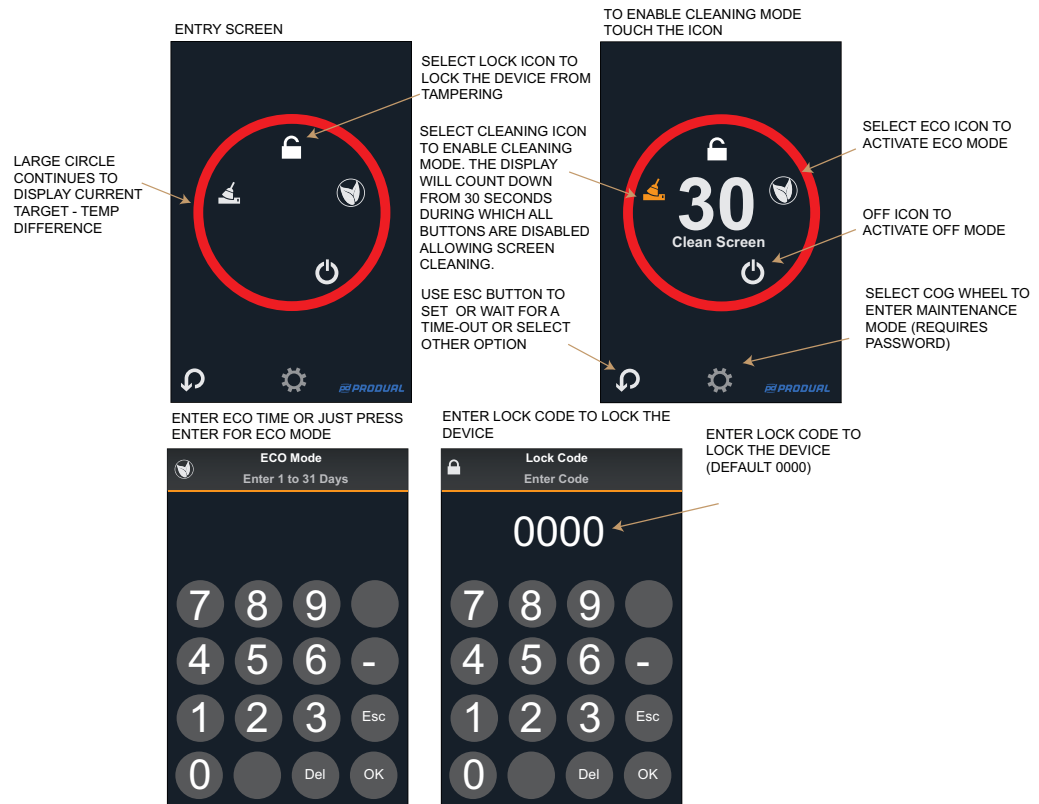 ENTRY SCREEN
TO ENABLE CLEANING MODE
TOUCH THE ICON
LARGE CIRCLE
CONTINUES TO
DISPLAY CURRENT
TARGET - TEMP
DIFFERENCE
SELECT LOCK ICON TO
LOCK THE DEVICE FROM
TAMPERING
SELECT CLEANING ICON
TO ENABLE CLEANING
MODE. THE DISPLAY
WILL COUNT DOWN
FROM 30 SECONDS
DURING WHICH ALL
BUTTONS ARE DISABLED
ALLOWING SCREEN
CLEANING.
USE ESC BUTTON TO
SET OR WAIT FOR A
TIME-OUT OR SELECT
OTHER OPTION
PRODUAL
30
Clean Screen
PRODUAL
SELECT ECO ICON TO
ACTIVATE ECO MODE
OFF ICON TO
ACTIVATE OFF MODE
SELECT COG WHEEL TO
ENTER MAINTENANCE
MODE (REQUIRES
PASSWORD)
ENTER ECO TIME OR JUST PRESS
ENTER FOR ECO MODE
ECO Mode
Enter 1 to 31 Days
7 8 9
4 5 6 -
1 2 3 Esc
0 Del OK
ENTER LOCK CODE TO LOCK THE
DEVICE
Lock Code
Enter Code
0000
7 8 9
4 5 6 -
1 2 3 Esc
0 Del OK
ENTER LOCK CODE TO
LOCK THE DEVICE
(DEFAULT 0000)